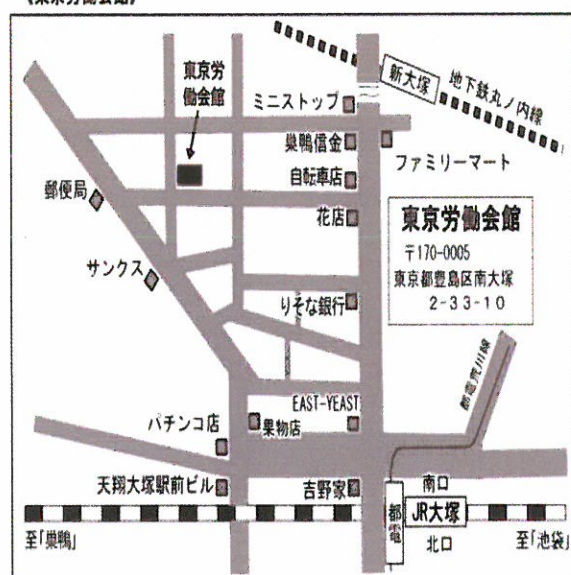 《東京労働会館》
東京労
働会館
新大塚
地下鉄丸ノ内線
ミニストップ
巣鴨信金
ファミリーマート
自転車店
郵便局
花店
サンクス
りそな銀行
東京労働会館
〒170-0005
東京都豊島区南大塚
2-33-10
都電荒川線
EAST-YEAST
パチンコ店
果物店
天翔大塚駅前ビル
吉野家
南口
都電
JR大塚
北口
至「巣鴨」
至「池袋」